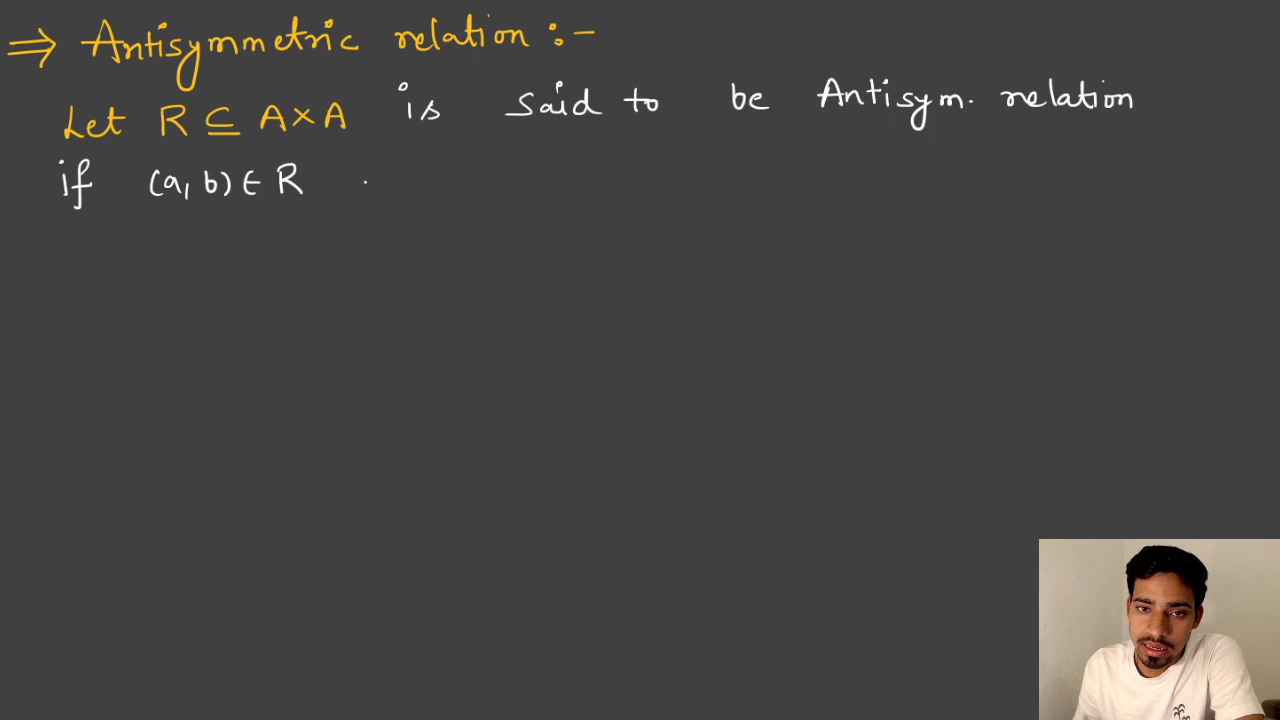 ⇒ Antisymmetric relation :-
Let R ⊆ A×A is said to be Antisym. relation
if (a, b) ∈ R